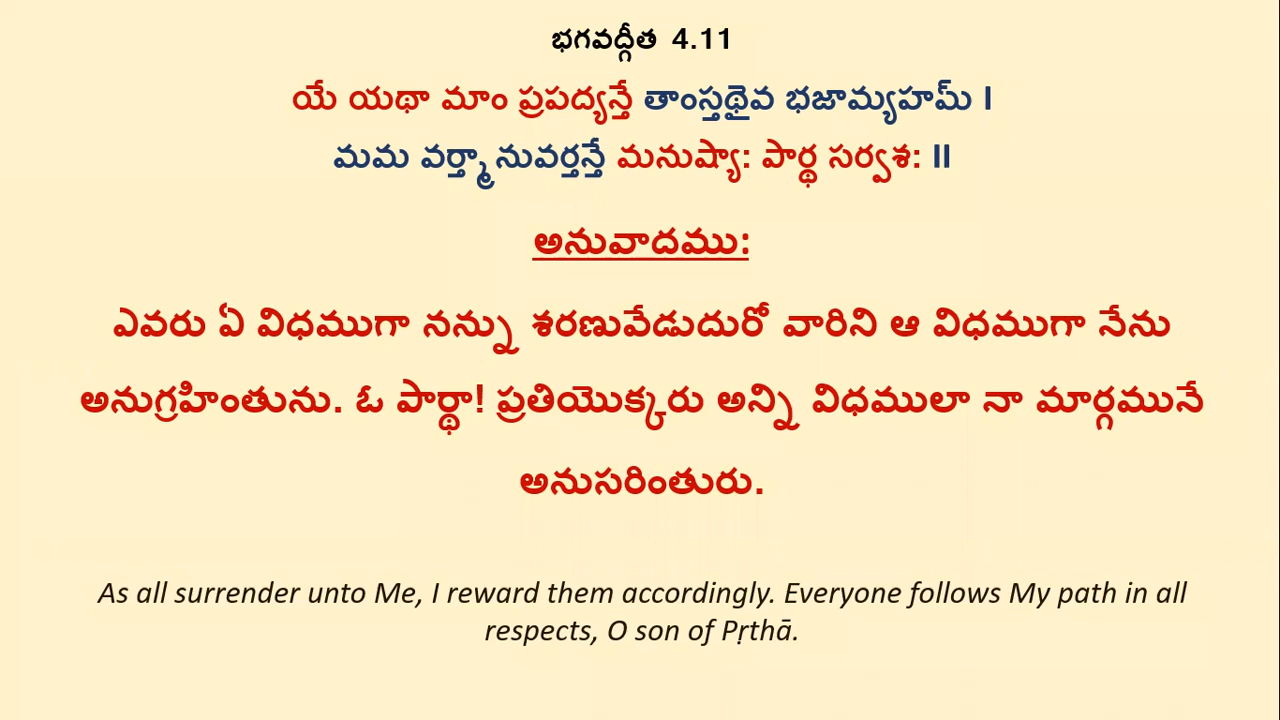 భగవద్గీత 4.11
యే యథా మాం ప్రపద్యన్తే తాంస్తథైవ భజామ్యహమ్ I
మమ వర్త్మానువర్తన్తే మనుష్యా: పార్థ సర్వశ: II
అనువాదము:
ఎవరు ఏ విధముగా నన్ను శరణువేడుదురో వారిని ఆ విధముగా నేను
అనుగ్రహింతును. ఓ పార్థా! ప్రతియొక్కరు అన్ని విధములా నా మార్గమునే
అనుసరింతురు.
As all surrender unto Me, I reward them accordingly. Everyone follows My path in all
respects, O son of Pṛthā.